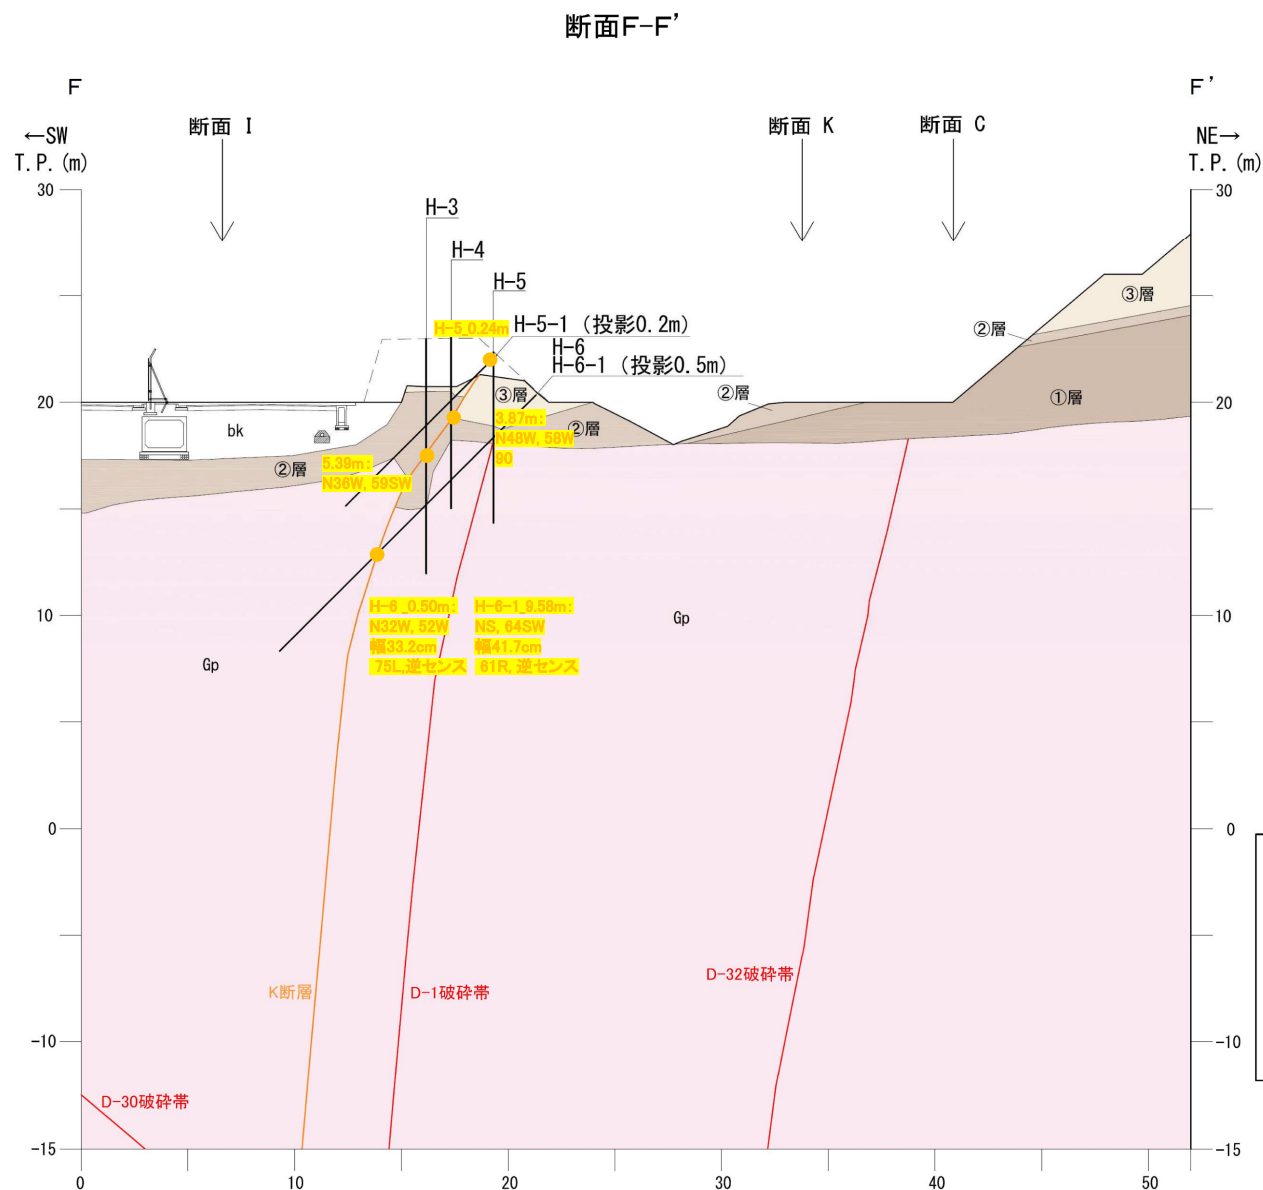 断面F-F’
F
F’
断面 I
断面 K
断面 C
←SW
NE→
T.P.(m)
T.P.(m)
30
30
H-3
H-4
H-5
H-5_0.24m
H-5-1 (投影0.2m)
H-6
H-6-1 (投影0.5m)
③層
②層
②層
①層
20
20
③層
3.87m:
N48W, 58W
90
②層
bk
②層
5.39m:
N36W, 59SW
10
10
H-6_0.50m:
N32W, 52W
幅33.2cm
75L,逆センス
H-6-1_9.58m:
NS, 64SW
幅41.7cm
61R, 逆センス
Gp
Gp
0
0
K断層
D-1破砕帯
D-32破砕帯
-10
-10
D-30破砕帯
-15
-15
0
10
20
30
40
50